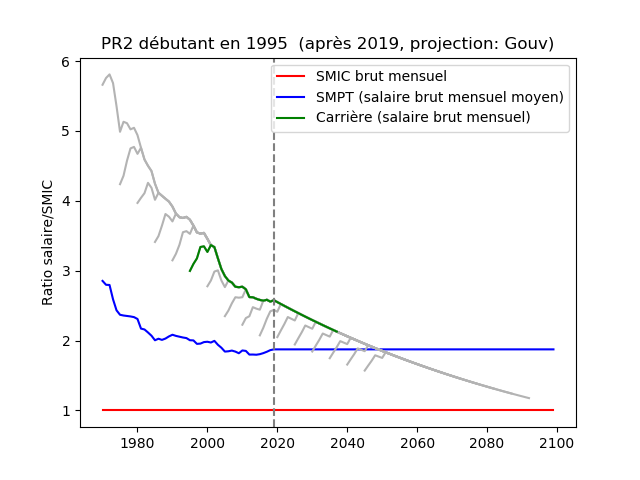 PR2 débutant en 1995  (après 2019, projection: Gouv)
SMIC brut mensuel
SMPT (salaire brut mensuel moyen)
Carrière (salaire brut mensuel)
Ratio salaire/SMIC
6
5
4
3
2
1
1980 2000 2020 2040 2060 2080 2100